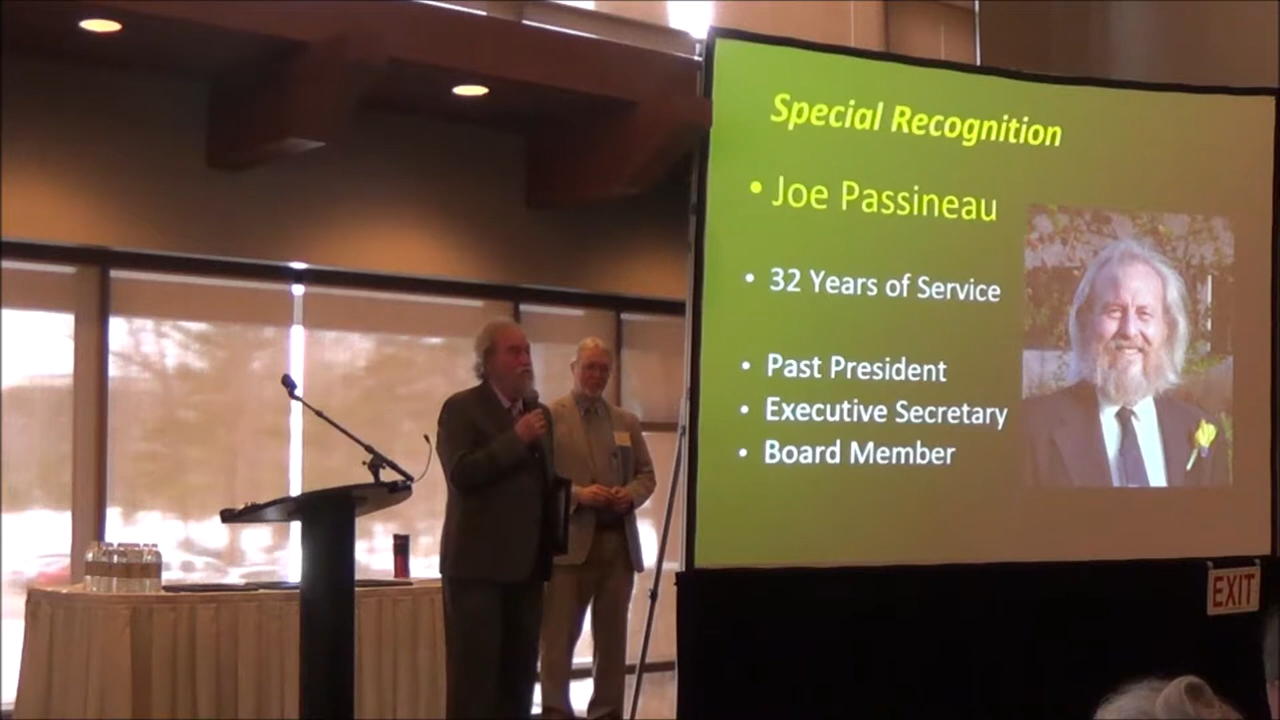 Special Recognition
• Joe Passineau
• 32 Years of Service
• Past President
• Executive Secretary
• Board Member
EXIT